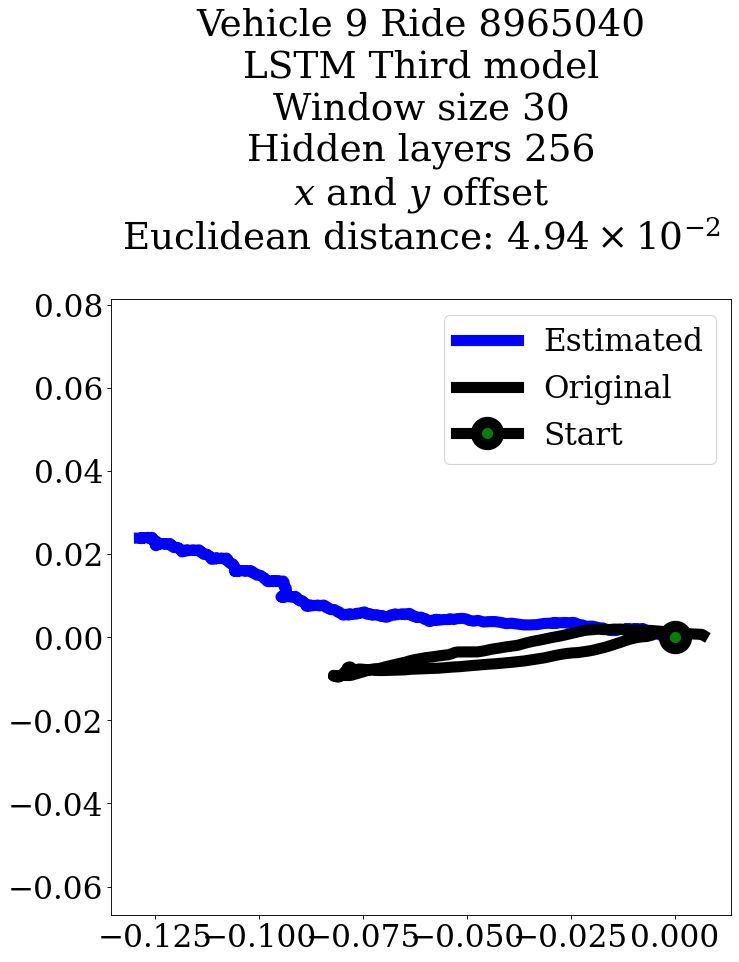 Vehicle 9 Ride 8965040
LSTM Third model
Window size 30
Hidden layers 256
x and y offset
Euclidean distance: 4.94 × 10⁻²
Estimated
Original
Start
0.08
0.06
0.04
0.02
0.00
−0.02
−0.04
−0.06
−0.125 −0.100 −0.075 −0.050 −0.025 0.000